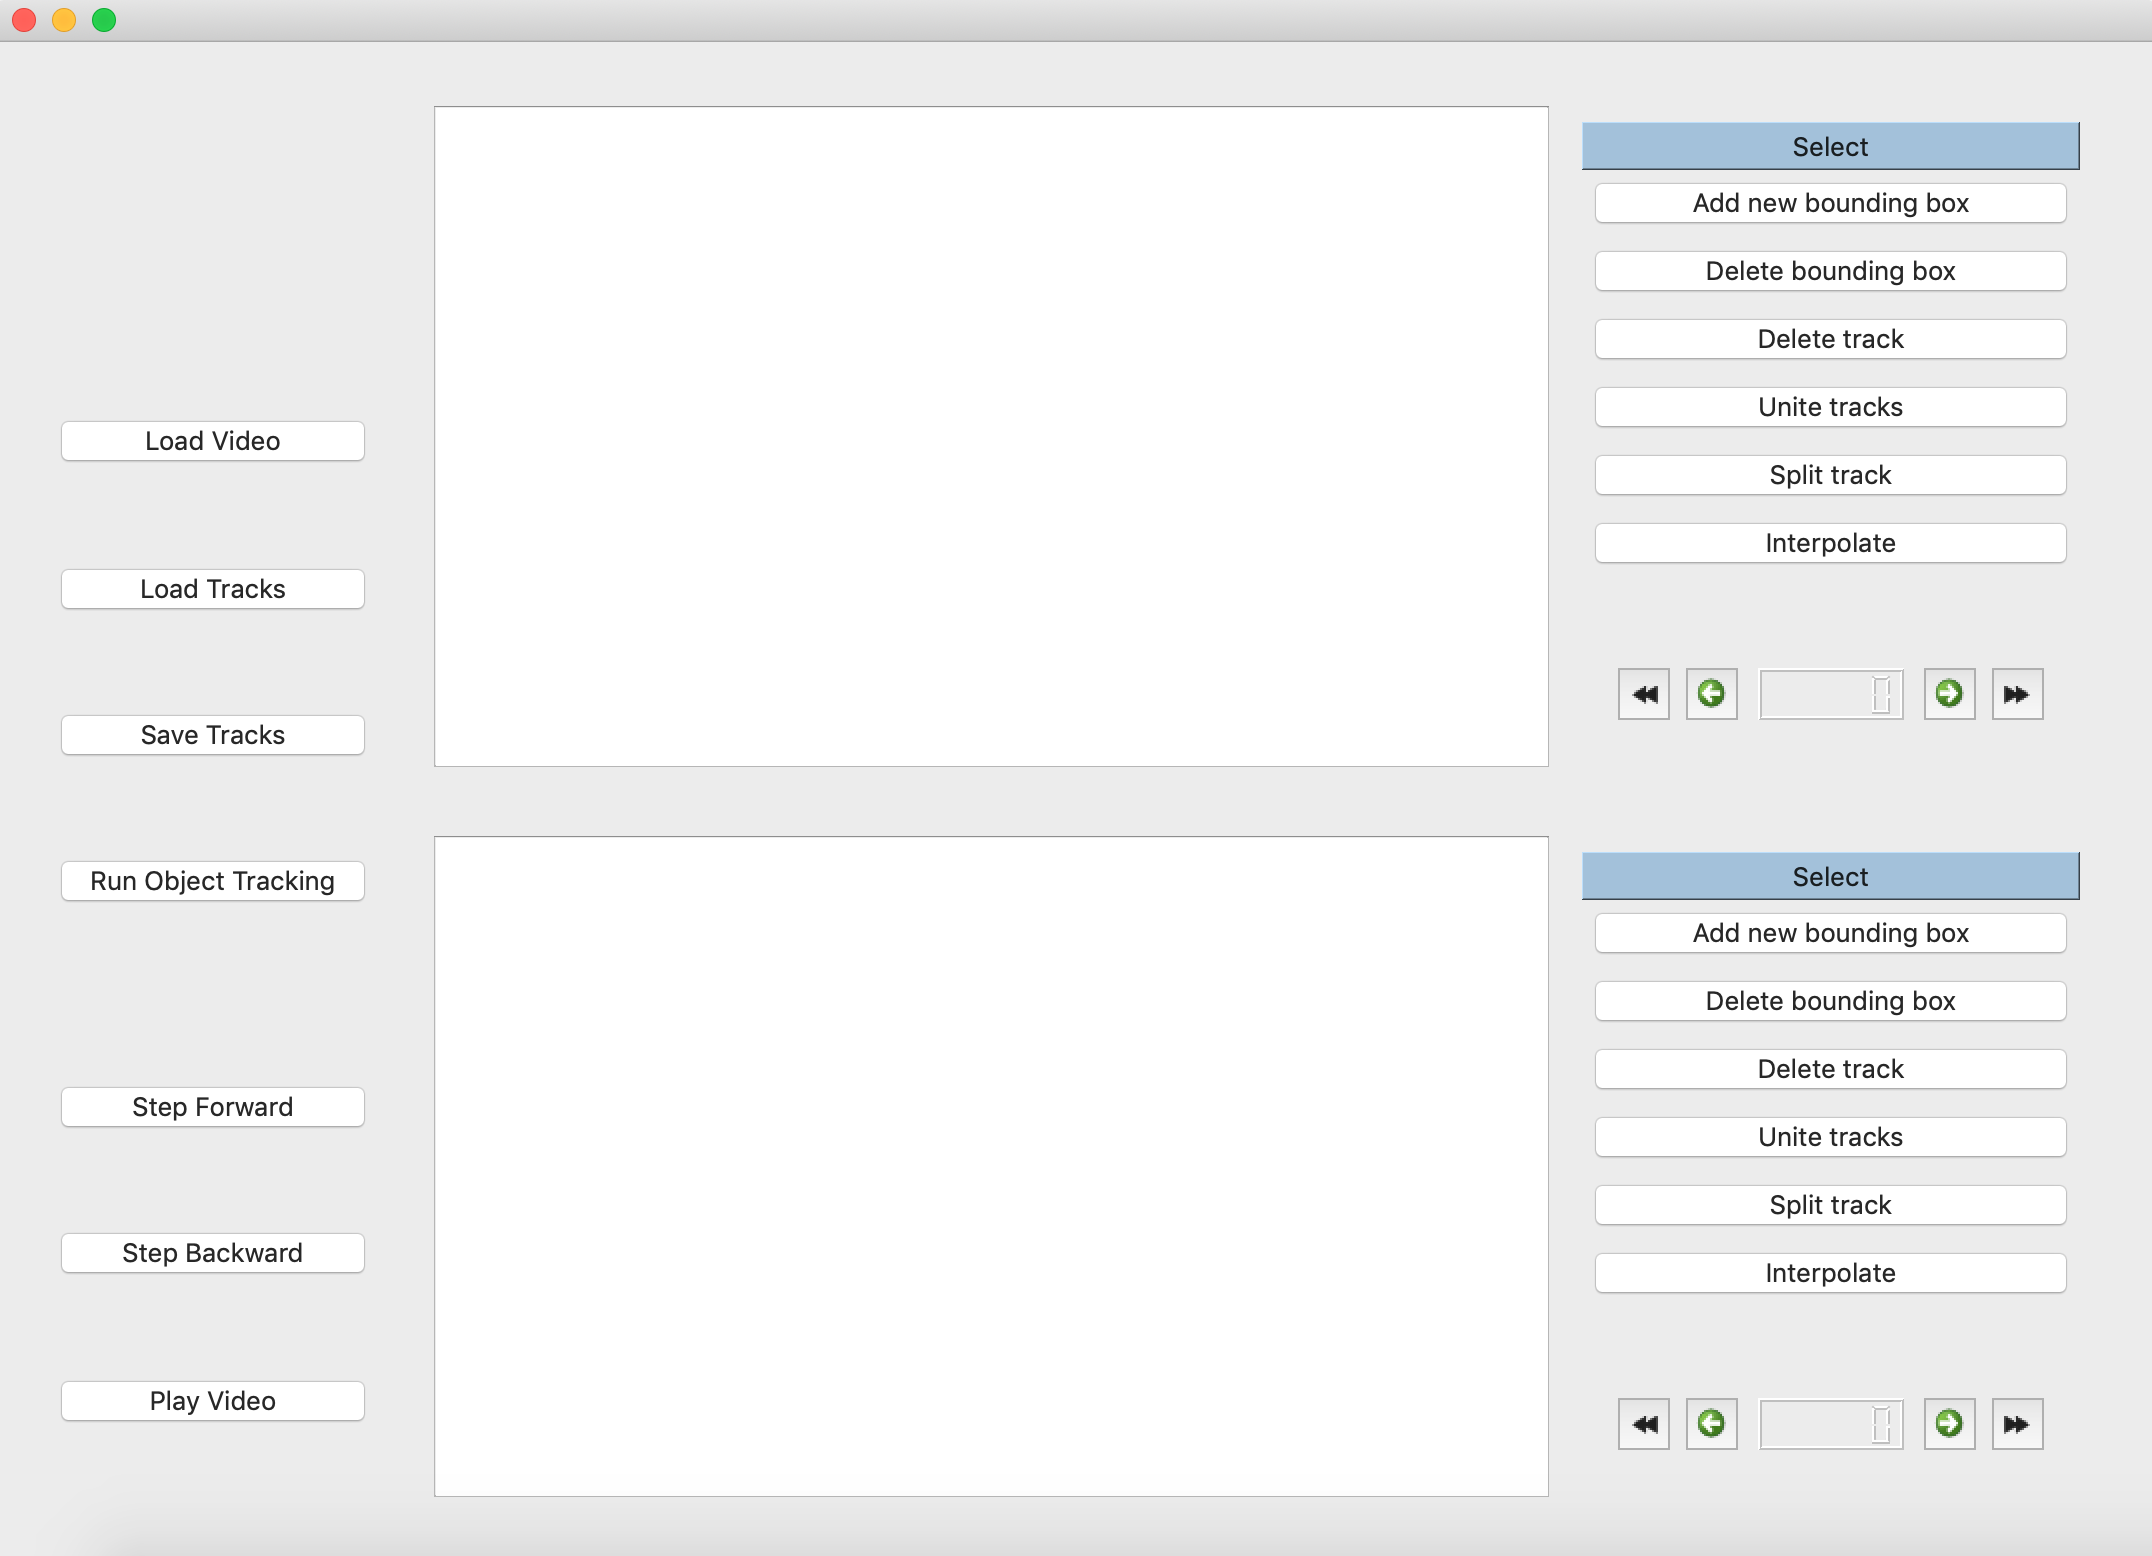 Load Video
Load Tracks
Save Tracks
Run Object Tracking
Step Forward
Step Backward
Play Video
Select
Add new bounding box
Delete bounding box
Delete track
Unite tracks
Split track
Interpolate
0
Select
Add new bounding box
Delete bounding box
Delete track
Unite tracks
Split track
Interpolate
0